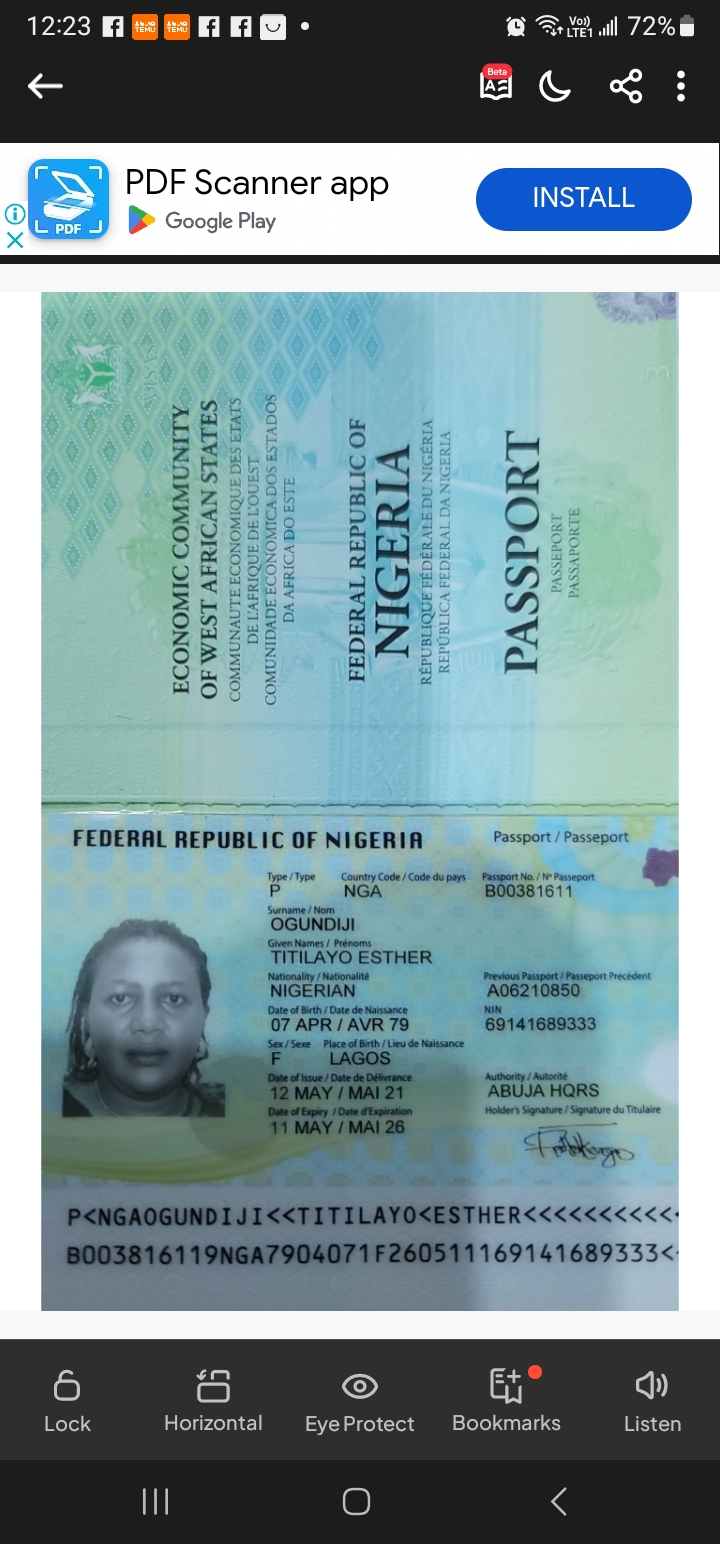 12:23
Vo)) LTE1 72%
Beta
PDF Scanner app
INSTALL
Google Play
PDF
ECONOMIC COMMUNITY
OF WEST AFRICAN STATES
COMMUNAUTE ECONOMIQUE DES ETATS
DE L'AFRIQUE DE L'OUEST
COMUNIDADE ECONOMICA DOS ESTADOS
DA AFRICA DO ESTE
FEDERAL REPUBLIC OF
NIGERIA
RÉPUBLIQUE FÉDÉRALE DU NIGÉRIA
REPÚBLICA FEDERAL DA NIGERIA
PASSPORT
PASSEPORT
PASSAPORTE
3
FEDERAL REPUBLIC OF NIGERIA Passport / Passeport
Type / Type Country Code / Code du pays Passport No. / Nº Passeport
P NGA B00381611
Surname / Nom
OGUNDIJI
Given Names / Prénoms
TITILAYO ESTHER
Nationality / Nationalité Previous Passport / Passeport Précédent
NIGERIAN A06210850
Date of Birth / Date de Naissance NIN
07 APR / AVR 79 69141689333
Sex / Sexe Place of Birth / Lieu de Naissance
F LAGOS
Date of Issue / Date de Délivrance Authority / Autorité
12 MAY / MAI 21 ABUJA HQRS
Date of Expiry / Date d'Expiration Holder's Signature / Signature du Titulaire
11 MAY / MAI 26
P<NGAOGUNDIJI<<TITILAYO<ESTHER<<<<<<<<<<
B003816119NGA7904071F260511169141689333<
Lock Horizontal Eye Protect Bookmarks Listen